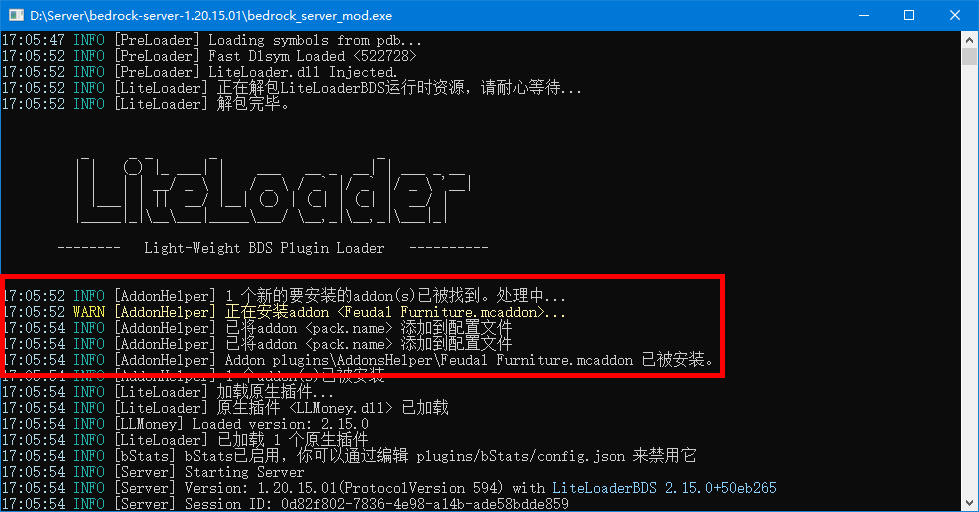 D:\Server\bedrock-server-1.20.15.01\bedrock_server_mod.exe
17:05:47 INFO [PreLoader] Loading symbols from pdb...
17:05:52 INFO [PreLoader] Fast Dlsym Loaded <522728>
17:05:52 INFO [PreLoader] LiteLoader.dll Injected.
17:05:52 INFO [LiteLoader] 正在解包LiteLoaderBDS运行时资源，请耐心等待...
17:05:52 INFO [LiteLoader] 解包完毕。
LiteLoader
-------- Light-Weight BDS Plugin Loader ----------
17:05:52 INFO [AddonHelper] 1 个新的要安装的addon(s)已被找到。处理中...
17:05:52 WARN [AddonHelper] 正在安装addon <Feudal Furniture.mcaddon>...
17:05:54 INFO [AddonHelper] 已将addon <pack.name> 添加到配置文件
17:05:54 INFO [AddonHelper] 已将addon <pack.name> 添加到配置文件
17:05:54 INFO [AddonHelper] Addon plugins\AddonsHelper\Feudal Furniture.mcaddon 已被安装。
17:05:54 INFO [AddonHelper] 1 个addon(s)已被安装
17:05:54 INFO [LiteLoader] 加载原生插件...
17:05:54 INFO [LiteLoader] 原生插件 <LLMoney.dll> 已加载
17:05:54 INFO [LLMoney] Loaded version: 2.15.0
17:05:54 INFO [LiteLoader] 已加载 1 个原生插件
17:05:54 INFO [bStats] bStats已启用，你可以通过编辑 plugins/bStats/config.json 来禁用它
17:05:54 INFO [Server] Starting Server
17:05:54 INFO [Server] Version: 1.20.15.01(ProtocolVersion 594) with LiteLoaderBDS 2.15.0+50eb265
17:05:54 INFO [Server] Session ID: 0d82f802-7836-4e98-a14b-ade58bdde859